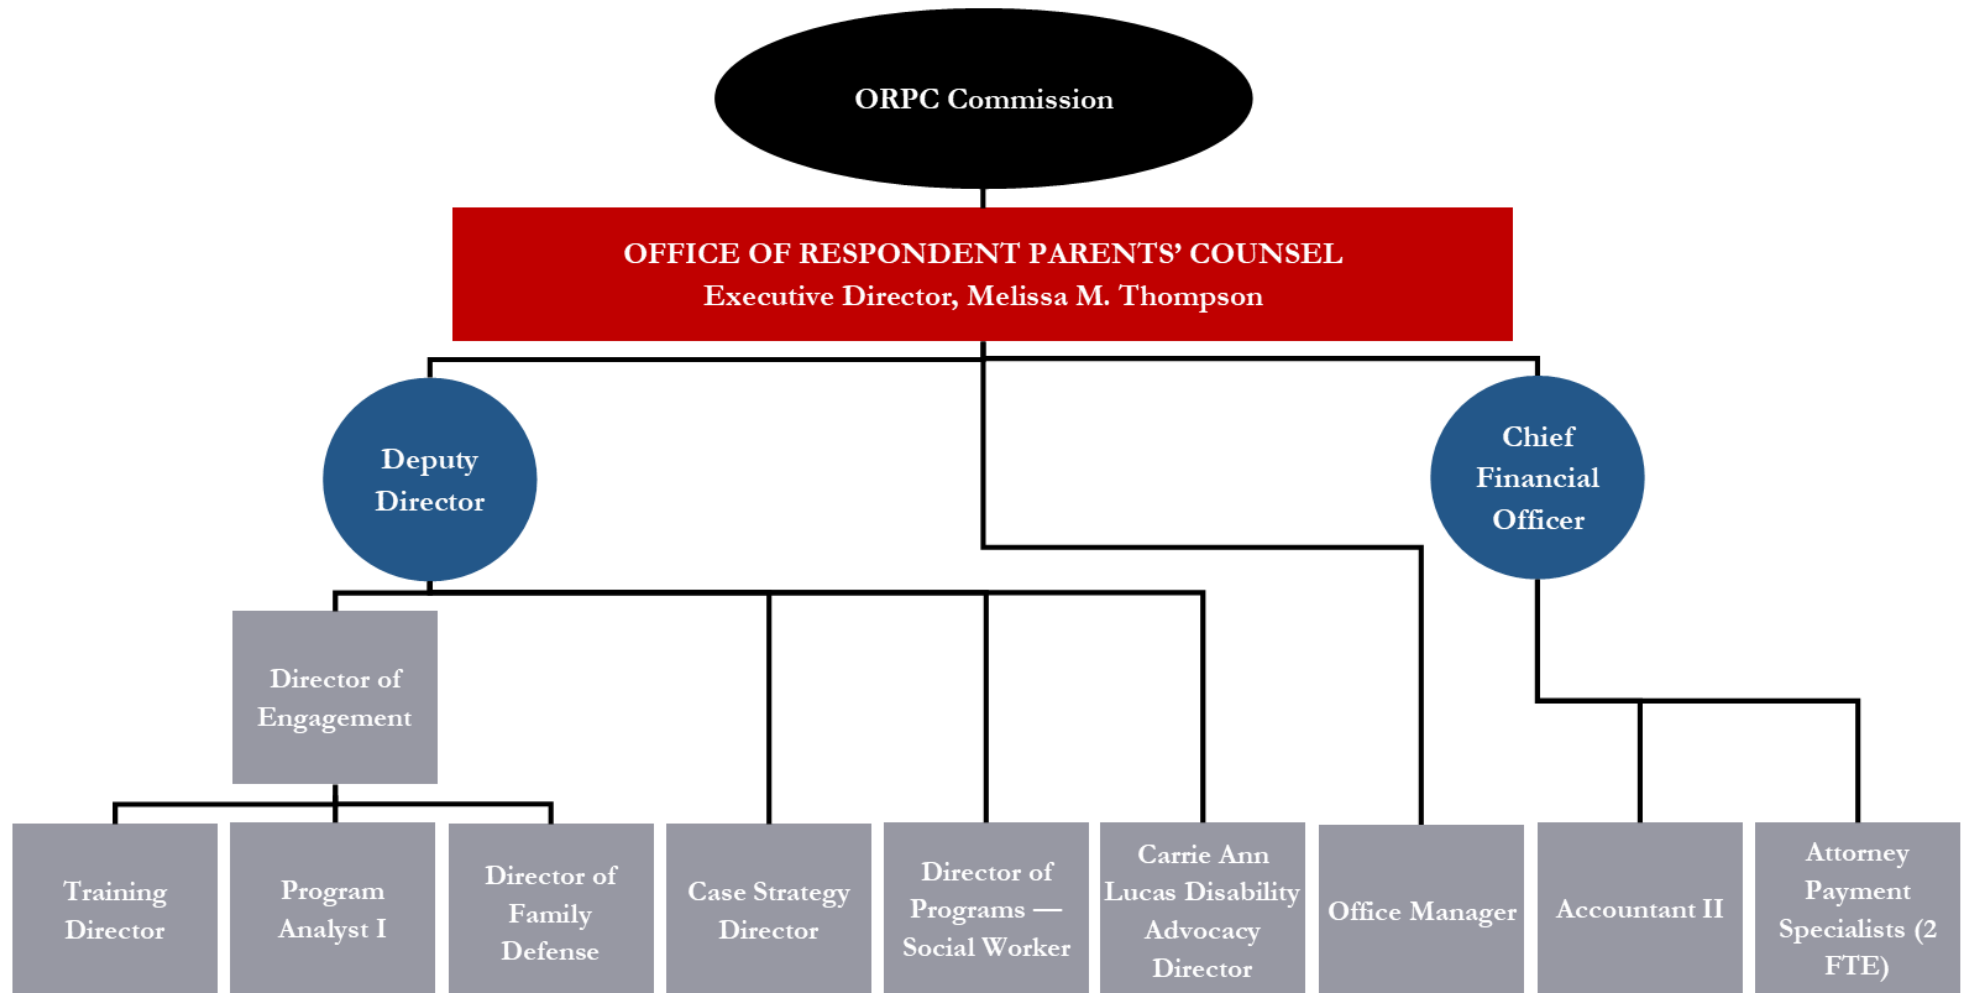 ORPC Commission
OFFICE OF RESPONDENT PARENTS’ COUNSEL
Executive Director, Melissa M. Thompson
Deputy
Director
Chief
Financial
Officer
Director of
Engagement
Training
Director
Program
Analyst I
Director of
Family
Defense
Case Strategy
Director
Director of
Programs —
Social Worker
Carrie Ann
Lucas Disability
Advocacy
Director
Office Manager
Accountant II
Attorney
Payment
Specialists (2
FTE)